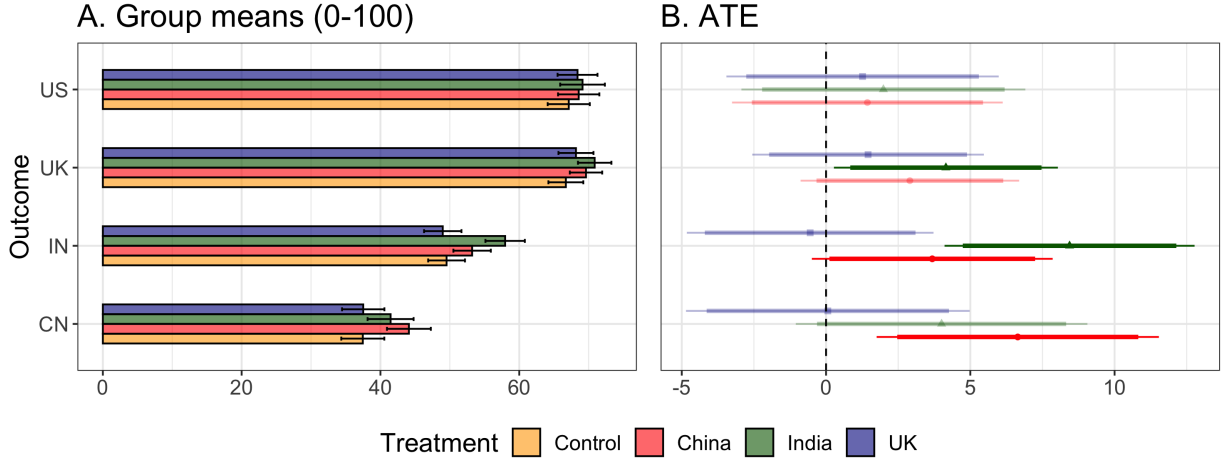 A. Group means (0-100)
B. ATE
Outcome
US
UK
IN
CN
0 20 40 60
-5 0 5 10
Treatment Control China India UK